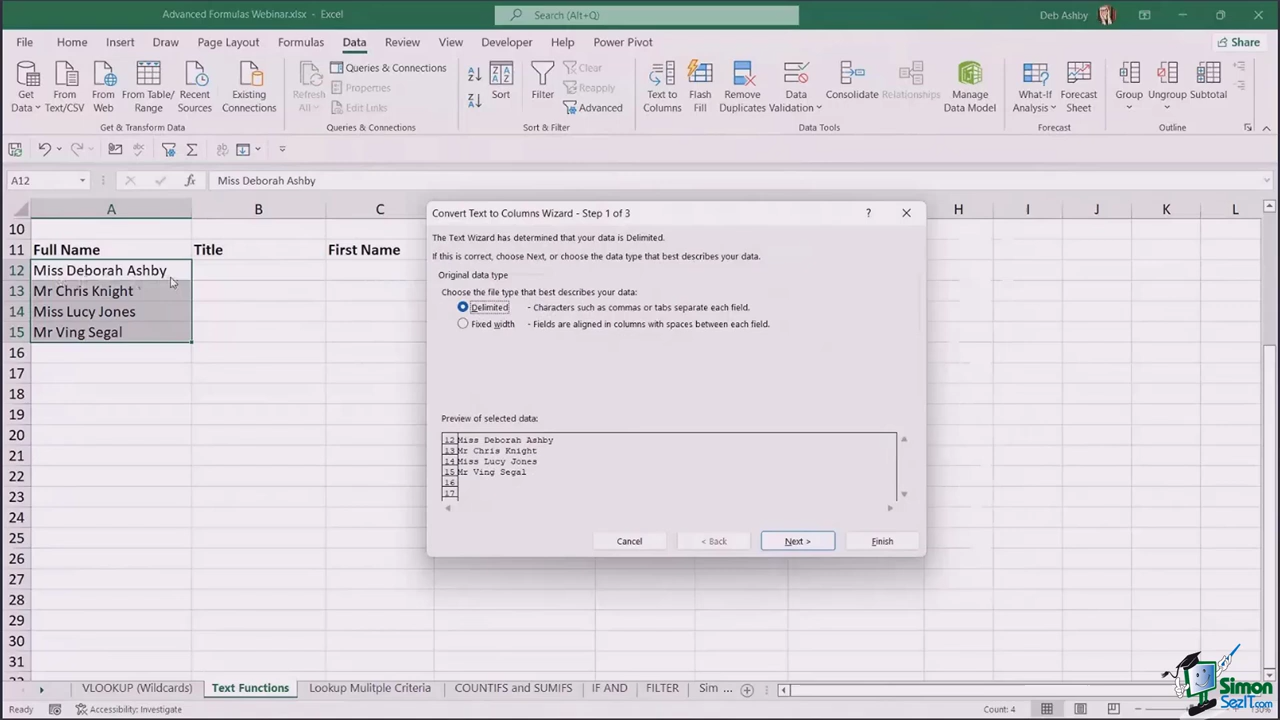 Advanced Formulas Webinar.xlsx - Excel
Search (Alt+Q)
Deb Ashby
File Home Insert Draw Page Layout Formulas Data Review View Developer Help Power Pivot
Share
Get Data
From Text/CSV
From Web
From Table/ Range
Recent Sources
Existing Connections
Get & Transform Data
Refresh All
Queries & Connections
Properties
Edit Links
Queries & Connections
Sort
Filter
Clear
Reapply
Advanced
Sort & Filter
Text to Columns
Flash Fill
Remove Duplicates
Data Validation
Consolidate
Relationships
Manage Data Model
Data Tools
What-If Analysis
Forecast Sheet
Forecast
Group
Ungroup
Subtotal
Outline
A12
fx
Miss Deborah Ashby
A B C H I J K L
10
11 Full Name Title First Name
12 Miss Deborah Ashby
13 Mr Chris Knight
14 Miss Lucy Jones
15 Mr Ving Segal
16
17
18
19
20
21
22
23
24
25
26
27
28
29
30
31
Convert Text to Columns Wizard - Step 1 of 3
?
The Text Wizard has determined that your data is Delimited.
If this is correct, choose Next, or choose the data type that best describes your data.
Original data type
Choose the file type that best describes your data:
Delimited - Characters such as commas or tabs separate each field.
Fixed width - Fields are aligned in columns with spaces between each field.
Preview of selected data:
12 Miss Deborah Ashby
13 Mr Chris Knight
14 Miss Lucy Jones
15 Mr Ving Segal
16
17
Cancel
< Back
Next >
Finish
VLOOKUP (Wildcards) Text Functions Lookup Mulitple Criteria COUNTIFS and SUMIFS IF AND FILTER Sim ...
Ready
Accessibility: Investigate
Count: 4
130%
Simon
SezIT.com